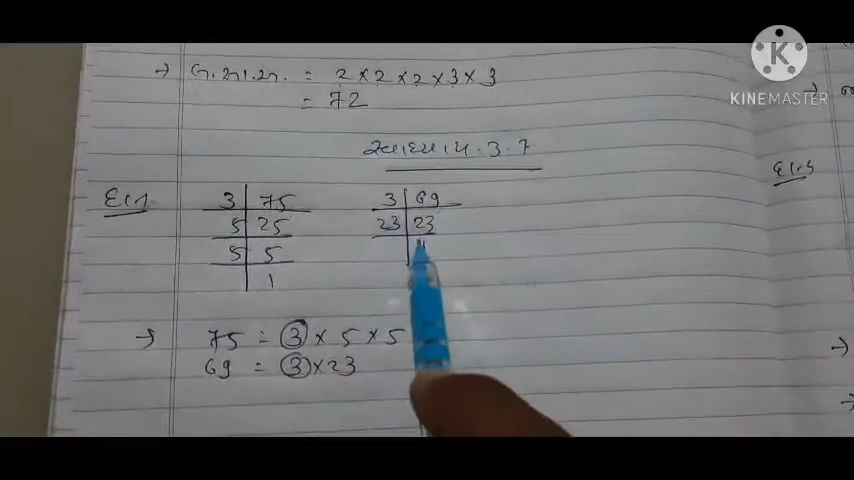 → લ.સા.અ. = 2 × 2 × 2 × 3 × 3
= 72
સ્વાધ્યાય 3.7
3 | 75
5 | 25
5 | 5
1
3 | 69
23 | 23
1
→ 75 = 3 × 5 × 5
69 = 3 × 23
K
KINEMASTER
→
→
→